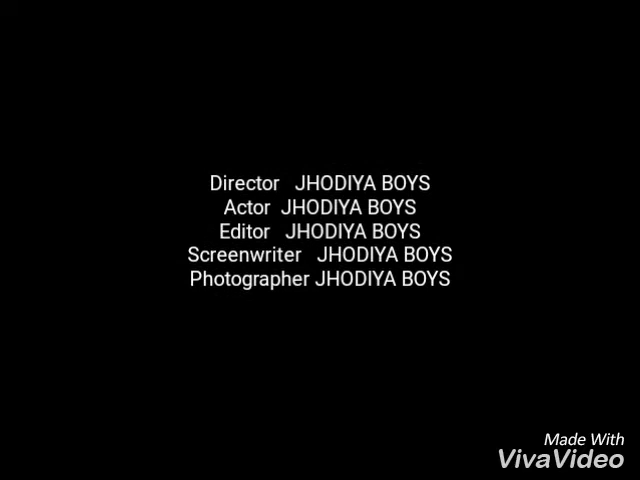 Director JHODIYA BOYS
Actor JHODIYA BOYS
Editor JHODIYA BOYS
Screenwriter JHODIYA BOYS
Photographer JHODIYA BOYS
Made With
VivaVideo